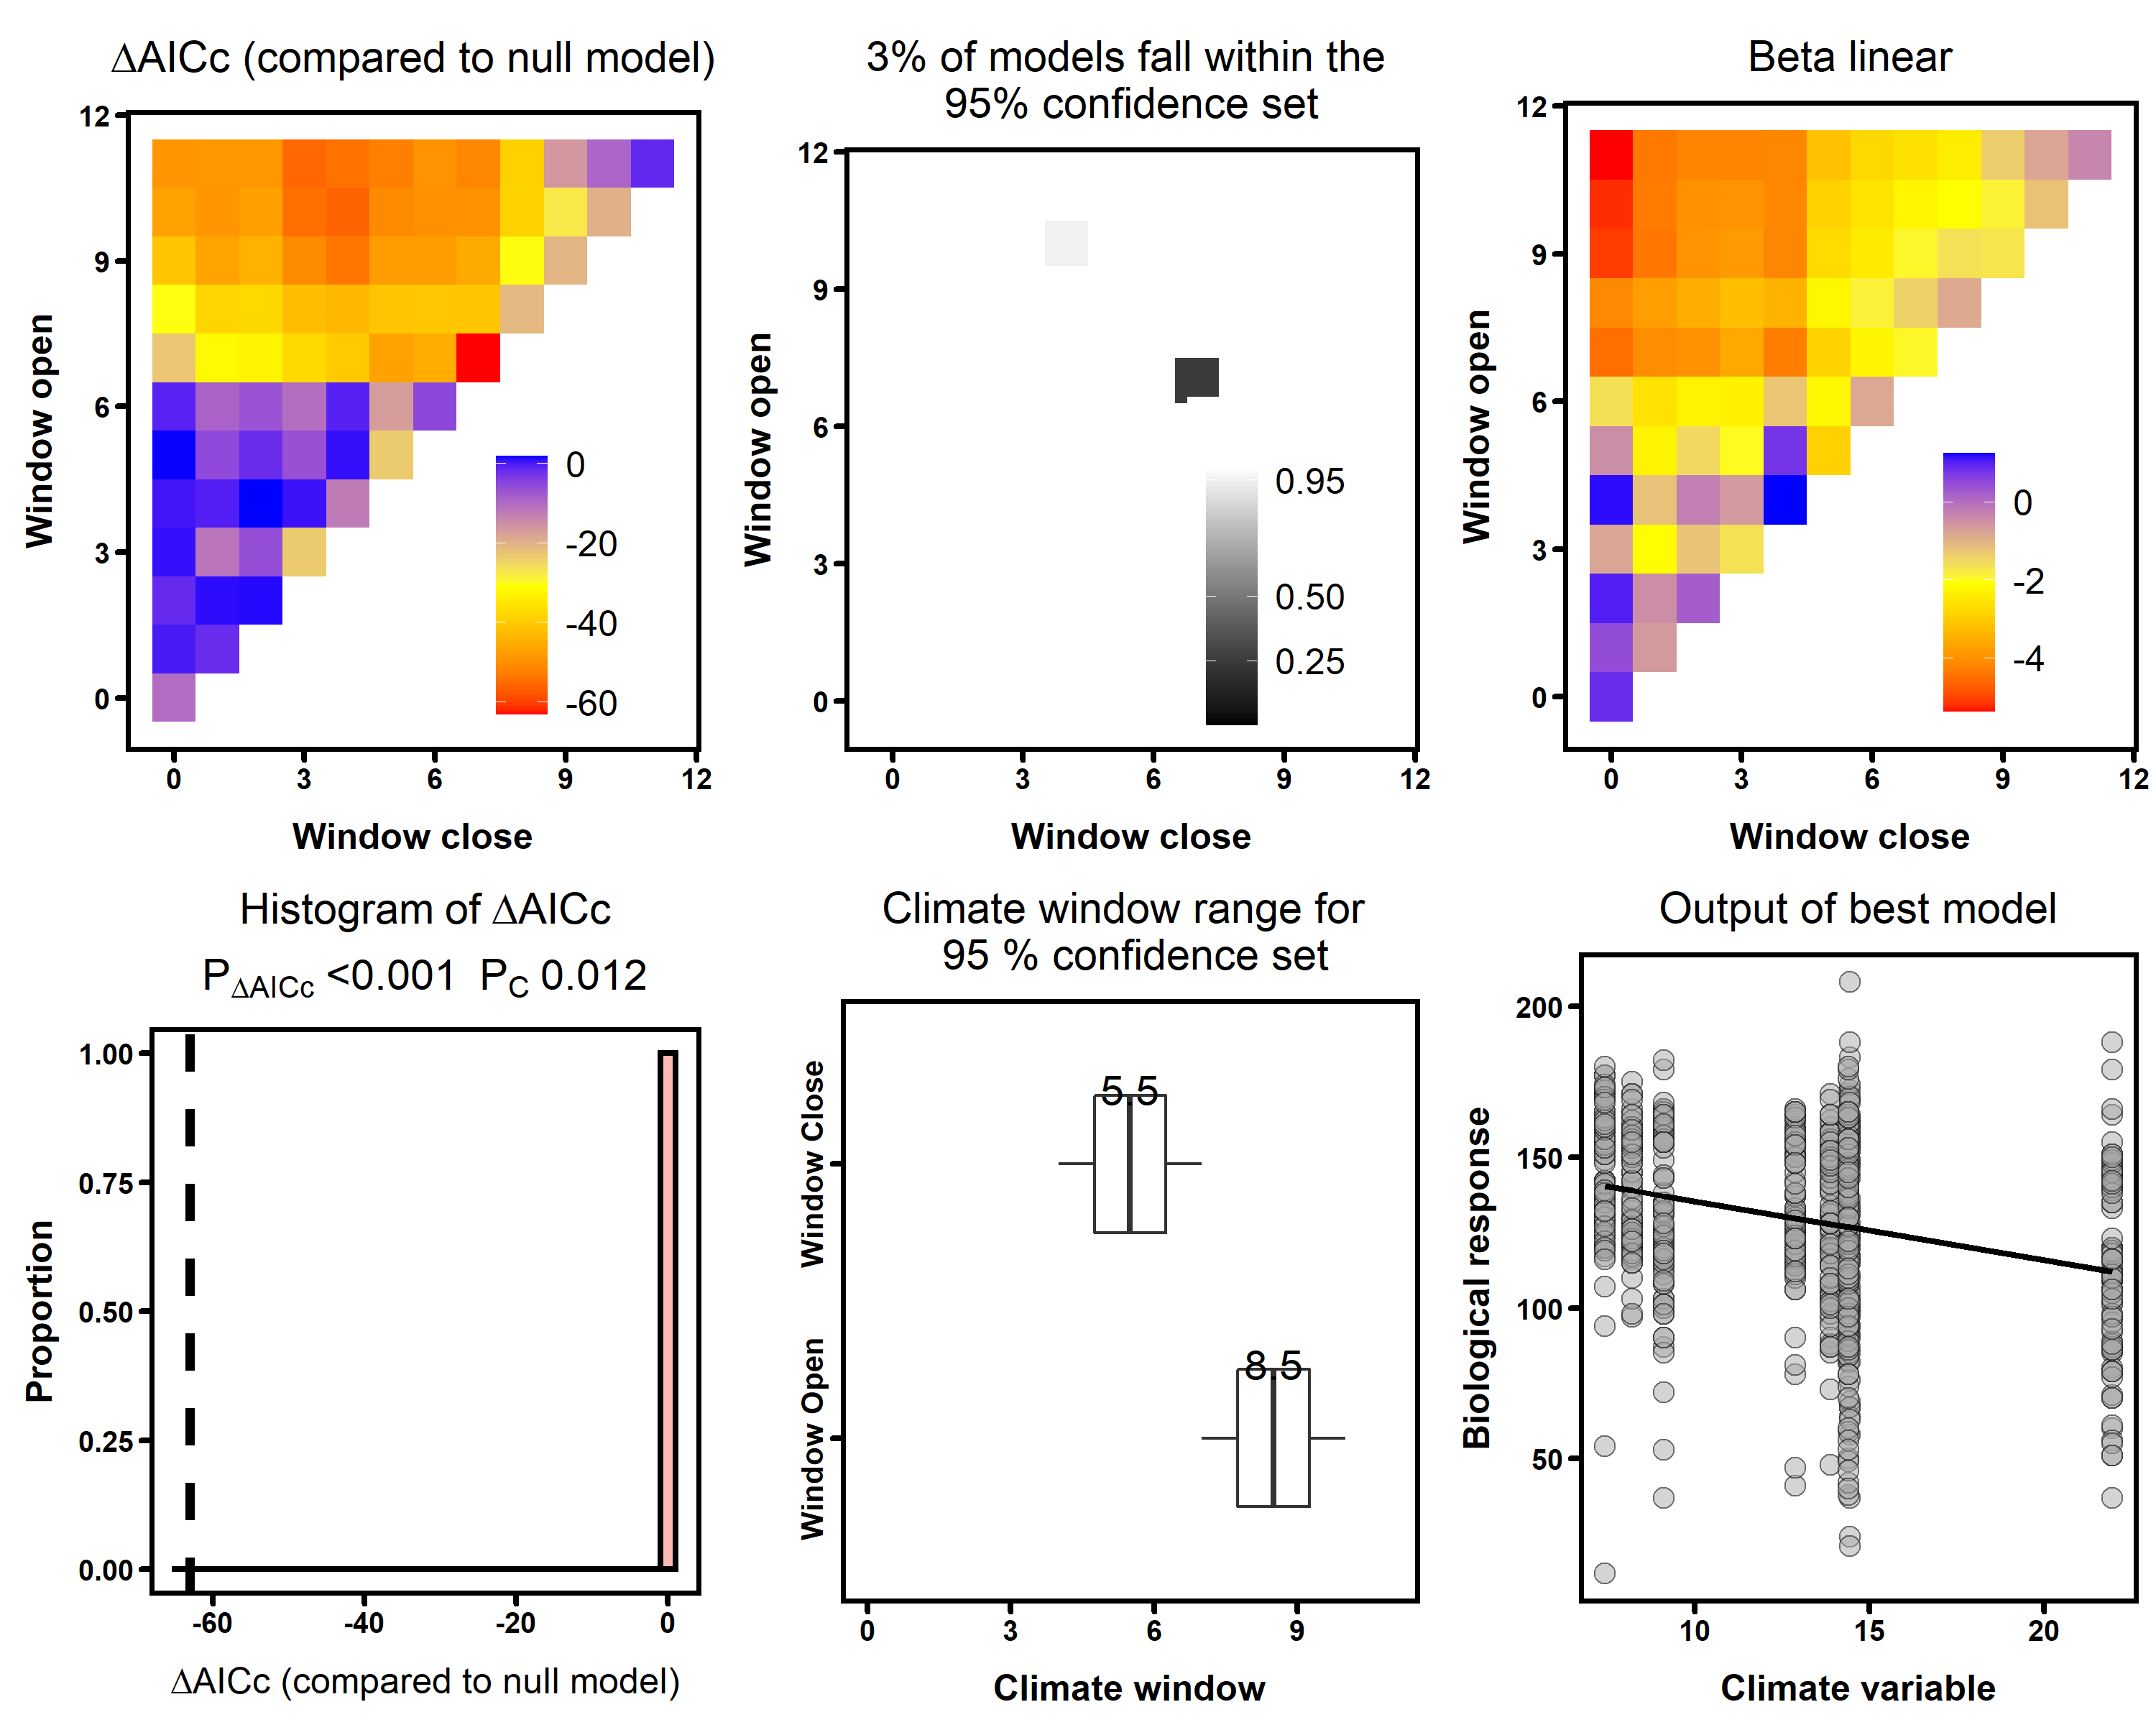 ΔAICc (compared to null model)
12
9
6
3
0
Window open
0
-20
-40
-60
0 3 6 9 12
Window close
3% of models fall within the
95% confidence set
12
9
6
3
0
Window open
0.95
0.50
0.25
0 3 6 9 12
Window close
Beta linear
12
9
6
3
0
Window open
0
-2
-4
0 3 6 9 12
Window close
Histogram of ΔAICc
PΔAICc <0.001 PC 0.012
1.00
0.75
0.50
0.25
0.00
Proportion
-60 -40 -20 0
ΔAICc (compared to null model)
Climate window range for
95 % confidence set
Window Close
5.5
Window Open
8.5
0 3 6 9
Climate window
Output of best model
200
150
100
50
Biological response
10 15 20
Climate variable